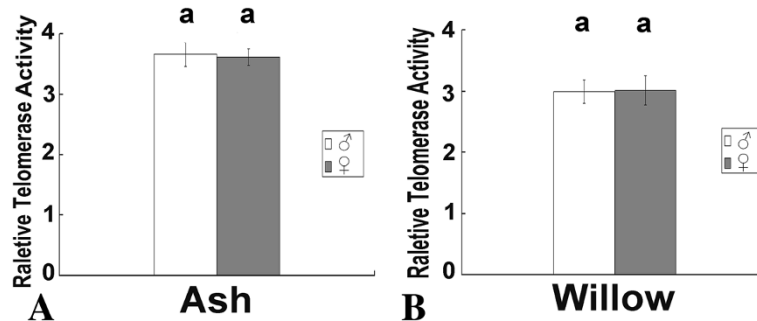 a a
Raletive Telomerase Activity
4
3
2
1
0
♂
♀
A
Ash
a a
Raletive Telomerase Activity
4
3
2
1
0
♂
♀
B
Willow